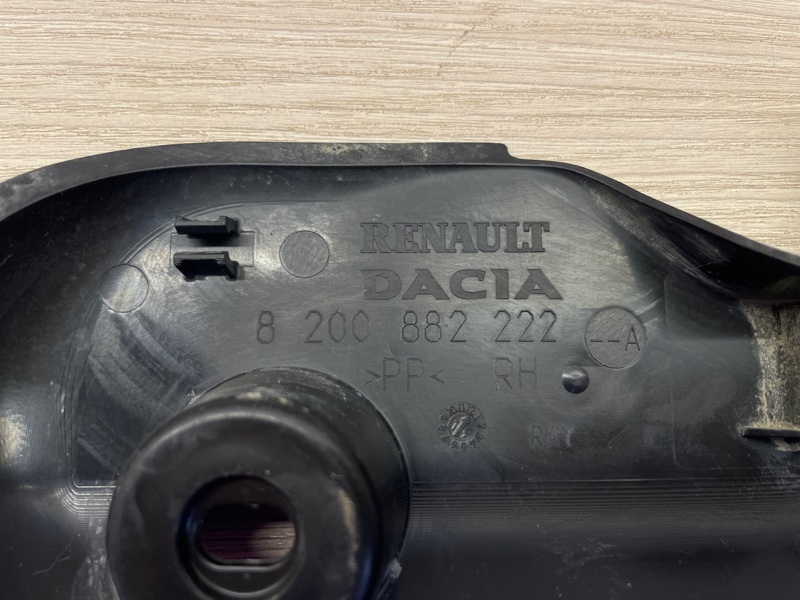 RENAULT
DACIA
8 200 882 222 --A
>PP< RH